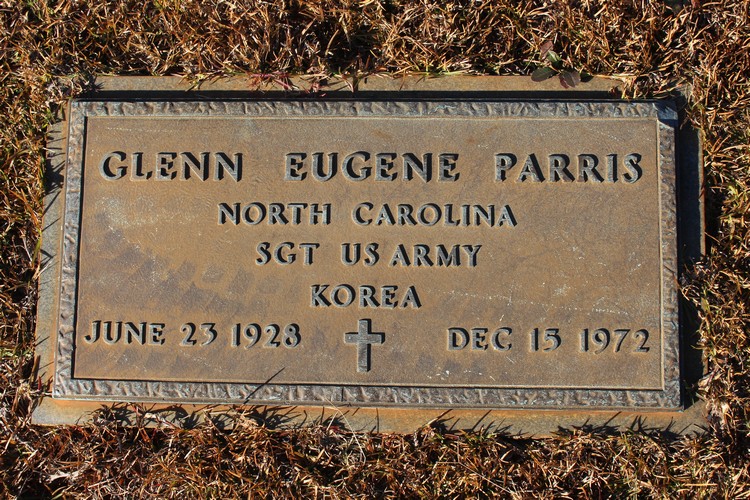 GLENN EUGENE PARRIS
NORTH CAROLINA
SGT US ARMY
KOREA
JUNE 23 1928 DEC 15 1972